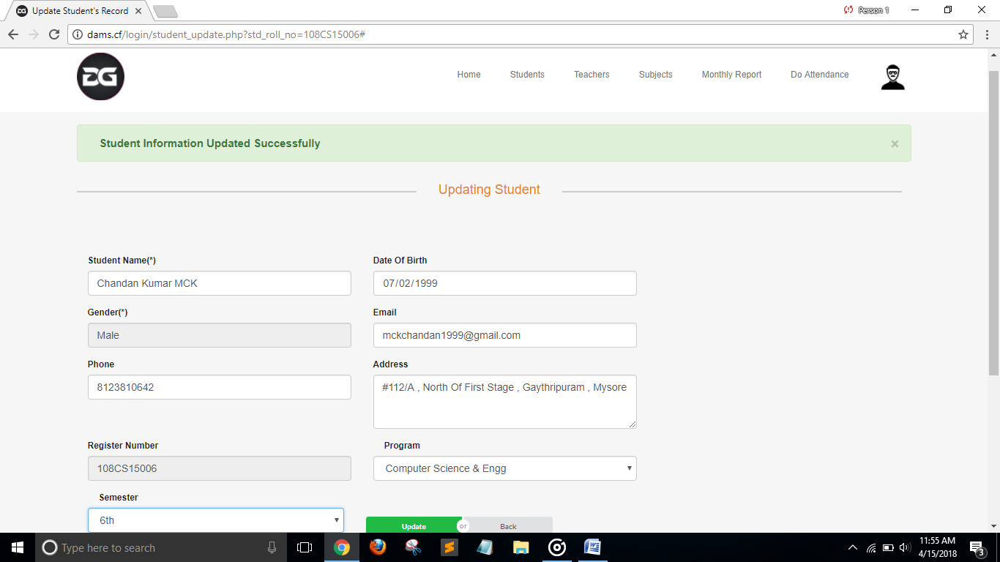 Update Student's Record
Person 1
dams.cf/login/student_update.php?std_roll_no=108CS15006#
DG
Home
Students
Teachers
Subjects
Monthly Report
Do Attendance
Student Information Updated Successfully
×
Updating Student
Student Name(*)
Date Of Birth
Chandan Kumar MCK
07/02/1999
Gender(*)
Email
Male
mckchandan1999@gmail.com
Phone
Address
8123810642
#112/A , North Of First Stage , Gaythripuram , Mysore
Register Number
Program
108CS15006
Computer Science & Engg
Semester
6th
Update
or
Back
Type here to search
11:55 AM
4/15/2018
3